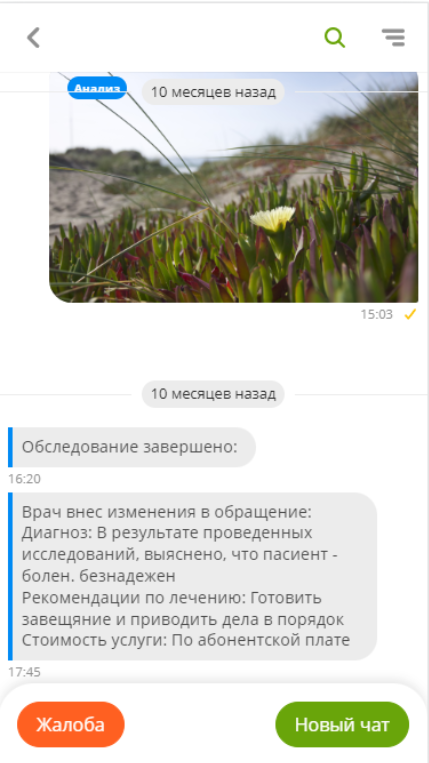 Анализ
10 месяцев назад
15:03
10 месяцев назад
Обследование завершено:
16:20
Врач внес изменения в обращение:
Диагноз: В результате проведенных
исследований, выяснено, что пасиент -
болен. безнадежен
Рекомендации по лечению: Готовить
завещяние и приводить дела в порядок
Стоимость услуги: По абонентской плате
17:45
Жалоба
Новый чат